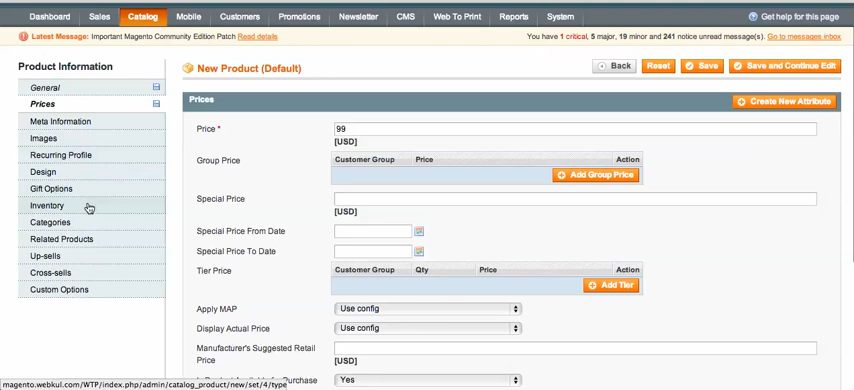 Dashboard Sales Catalog Mobile Customers Promotions Newsletter CMS Web To Print Reports System Get help for this page
Latest Message: Important Magento Community Edition Patch Read details You have 1 critical, 5 major, 19 minor and 241 notice unread message(s). Go to messages inbox
Product Information
General
Prices
Meta Information
Images
Recurring Profile
Design
Gift Options
Inventory
Categories
Related Products
Up-sells
Cross-sells
Custom Options
New Product (Default) Back Reset Save Save and Continue Edit
Prices Create New Attribute
Price * 99
[USD]
Group Price Customer Group Price Action
Add Group Price
Special Price
[USD]
Special Price From Date
Special Price To Date
Tier Price Customer Group Qty Price Action
Add Tier
Apply MAP Use config
Display Actual Price Use config
Manufacturer's Suggested Retail
Price
[USD]
Purchase Yes
magento.webkul.com/WTP/index.php/admin/catalog_product/new/set/4/type